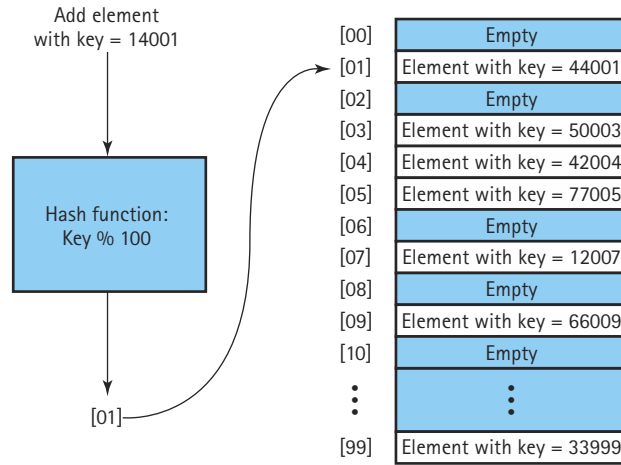 Add element
with key = 14001
Hash function:
Key % 100
[01]
[00] Empty
[01] Element with key = 44001
[02] Empty
[03] Element with key = 50003
[04] Element with key = 42004
[05] Element with key = 77005
[06] Empty
[07] Element with key = 12007
[08] Empty
[09] Element with key = 66009
[10] Empty
[99] Element with key = 33999